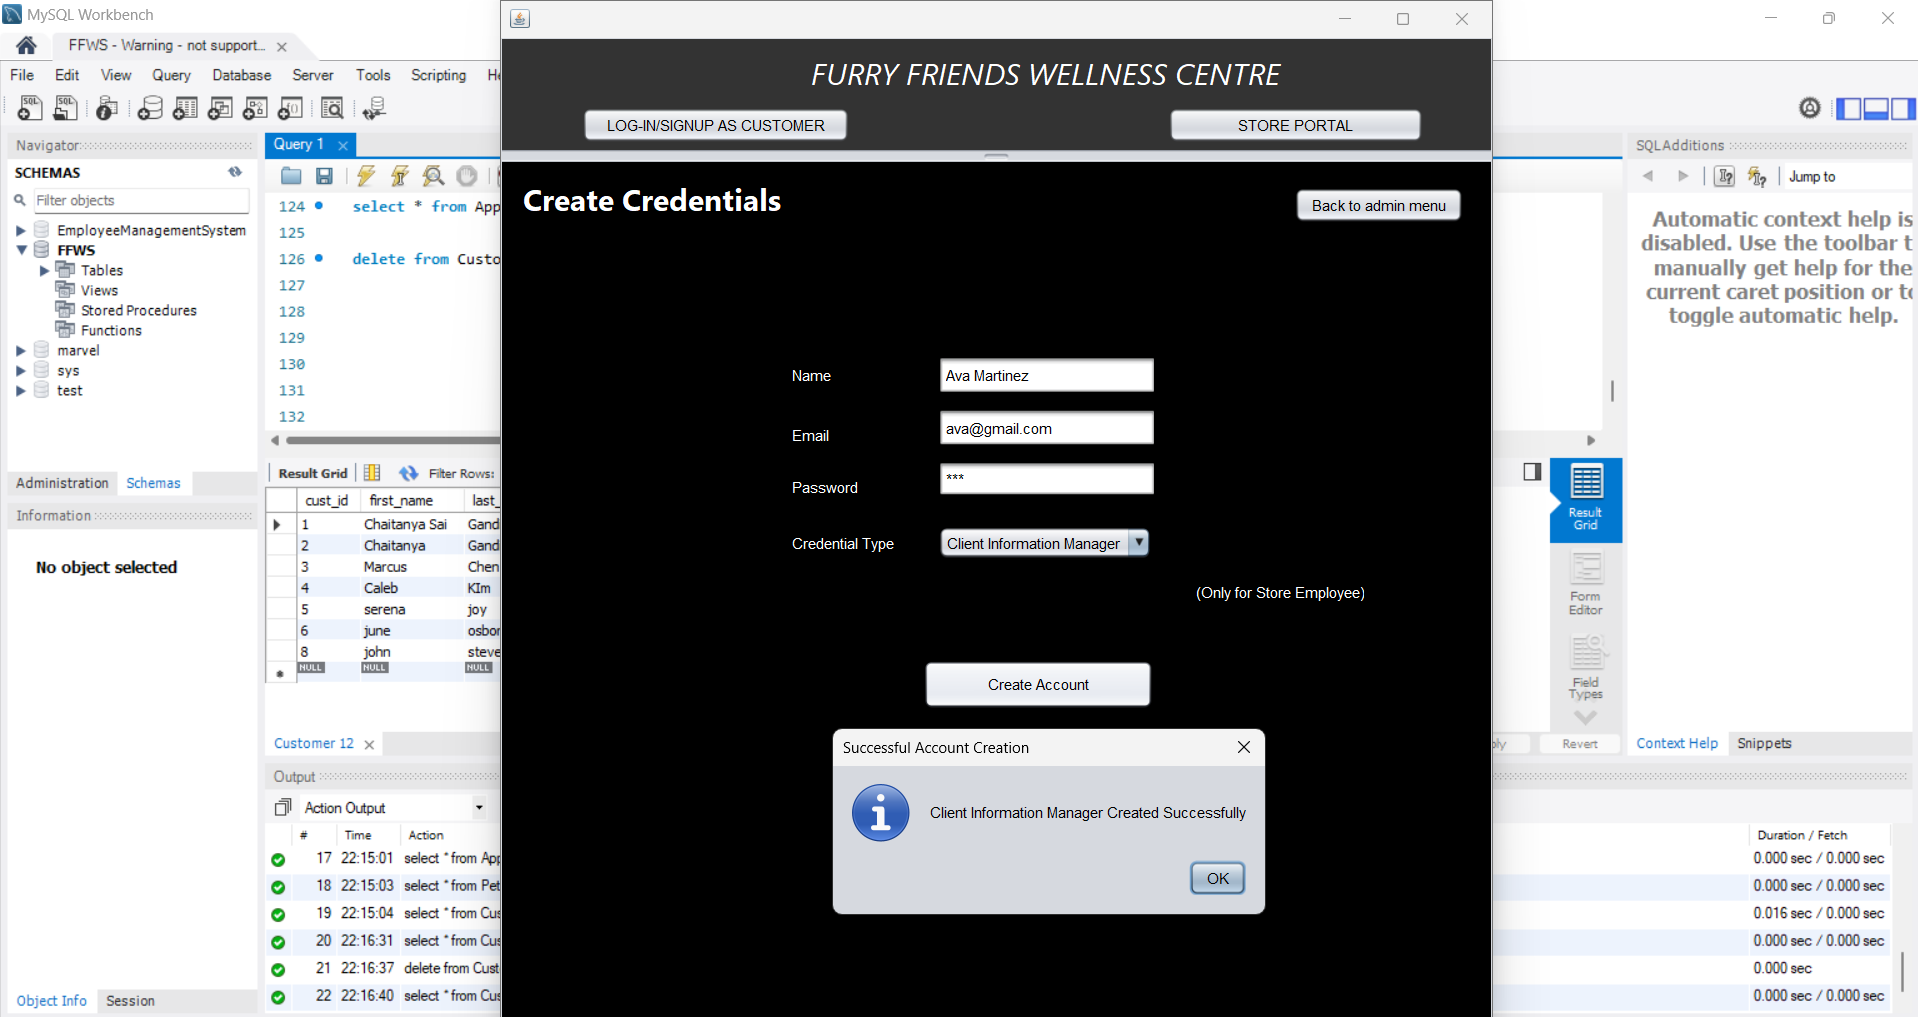 MySQL Workbench
FFWS - Warning - not support...
File Edit View Query Database Server Tools Scripting He
Navigator
SCHEMAS
Filter objects
EmployeeManagementSystem
FFWS
Tables
Views
Stored Procedures
Functions
marvel
sys
test
Administration Schemas
Information
No object selected
Object Info Session
Query 1
124 select * from App
125
126 delete from Custo
127
128
129
130
131
132
Result Grid Filter Rows:
cust_id first_name last_
1 Chaitanya Sai Gand
2 Chaitanya Gand
3 Marcus Chen
4 Caleb KIm
5 serena joy
6 june osbor
8 john steve
NULL NULL NULL
Customer 12
Output
Action Output
# Time Action
17 22:15:01 select * from App
18 22:15:03 select * from Pet
19 22:15:04 select * from Cus
20 22:16:31 select * from Cus
21 22:16:37 delete from Cust
22 22:16:40 select * from Cus
FURRY FRIENDS WELLNESS CENTRE
LOG-IN/SIGNUP AS CUSTOMER
STORE PORTAL
Create Credentials
Back to admin menu
Name
Ava Martinez
Email
ava@gmail.com
Password
***
Credential Type
Client Information Manager
(Only for Store Employee)
Create Account
Successful Account Creation
Client Information Manager Created Successfully
OK
Result
Grid
Form
Editor
Field
Types
Revert
SQLAdditions
Jump to
Automatic context help is
disabled. Use the toolbar t
manually get help for the
current caret position or to
toggle automatic help.
Context Help Snippets
Duration / Fetch
0.000 sec / 0.000 sec
0.000 sec / 0.000 sec
0.016 sec / 0.000 sec
0.000 sec / 0.000 sec
0.000 sec
0.000 sec / 0.000 sec